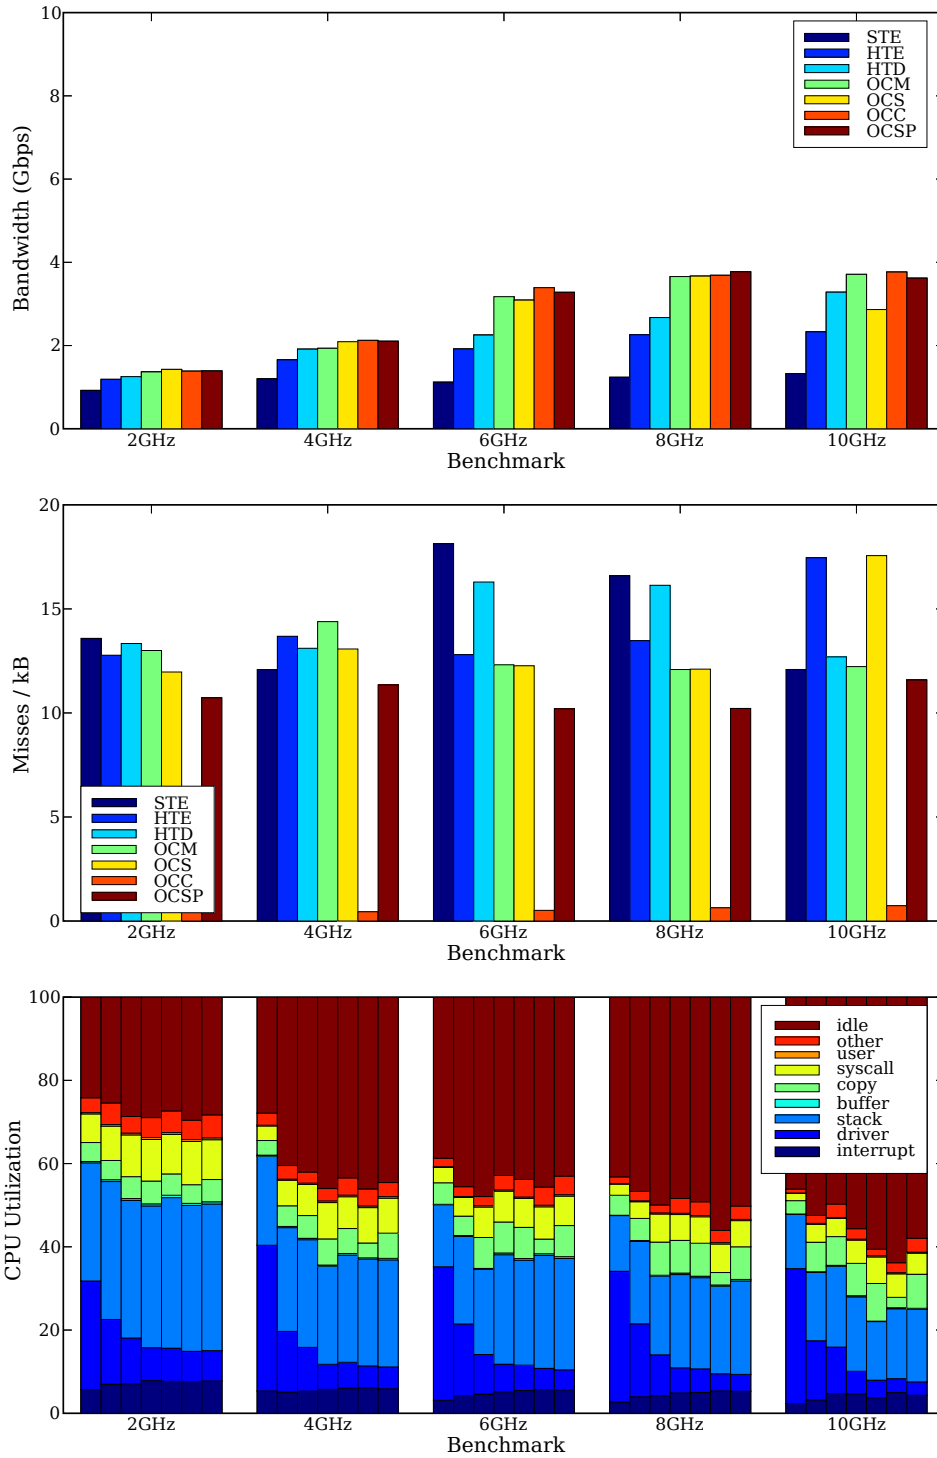 10
8
6
4
2
0
Bandwidth (Gbps)
STE
HTE
HTD
OCM
OCS
OCC
OCSP
2GHz 4GHz 6GHz 8GHz 10GHz
Benchmark
20
15
10
5
0
Misses / kB
STE
HTE
HTD
OCM
OCS
OCC
OCSP
2GHz 4GHz 6GHz 8GHz 10GHz
Benchmark
100
80
60
40
20
0
CPU Utilization
idle
other
user
syscall
copy
buffer
stack
driver
interrupt
2GHz 4GHz 6GHz 8GHz 10GHz
Benchmark